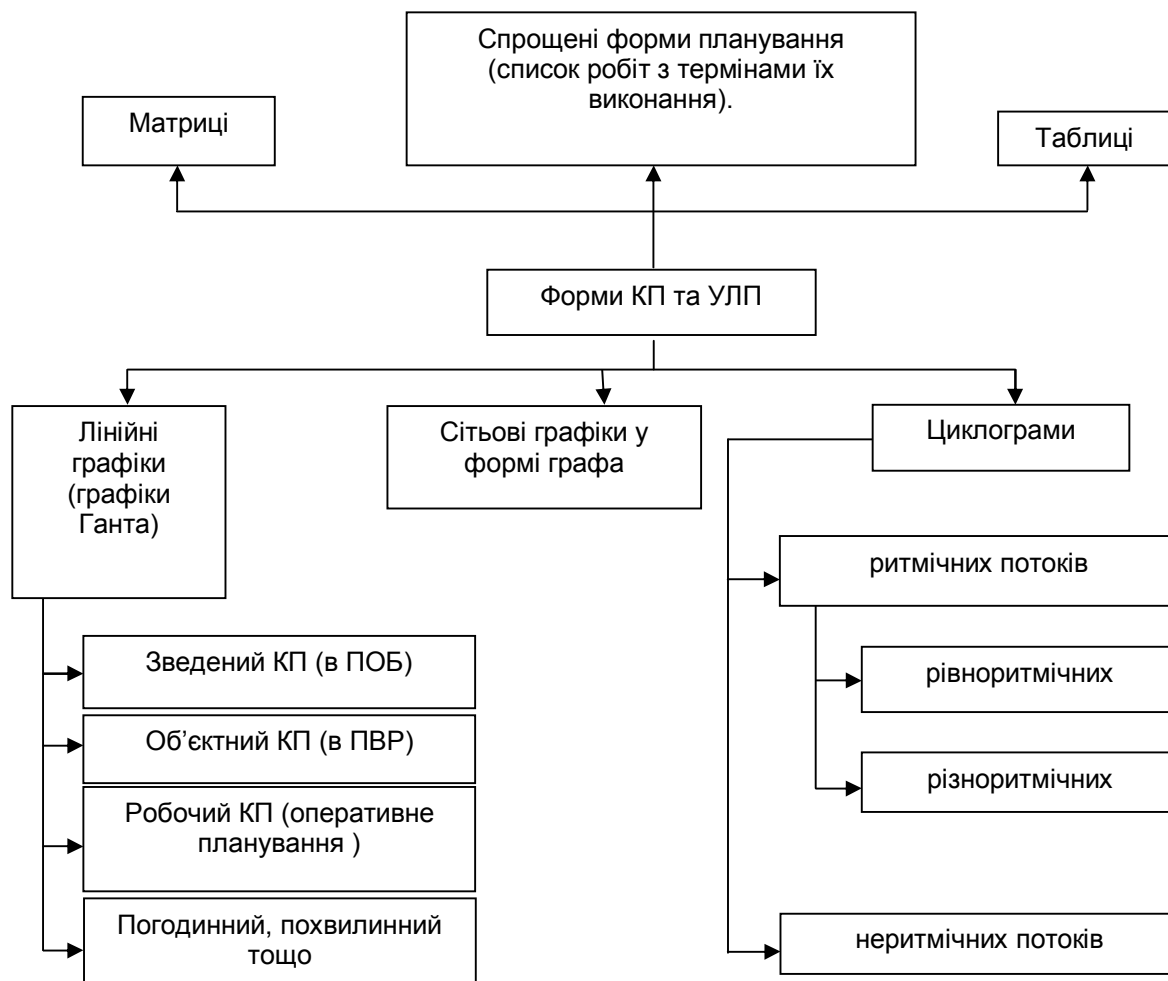 Спрощені форми планування
(список робіт з термінами їх
виконання).
Матриці
Таблиці
Форми КП та УЛП
Лінійні
графіки
(графіки
Ганта)
Сітьові графіки у
формі графа
Циклограми
ритмічних потоків
Зведений КП (в ПОБ)
рівноритмічних
Об’єктний КП (в ПВР)
різноритмічних
Робочий КП (оперативне
планування )
Погодинний, похвилинний
тощо
неритмічних потоків